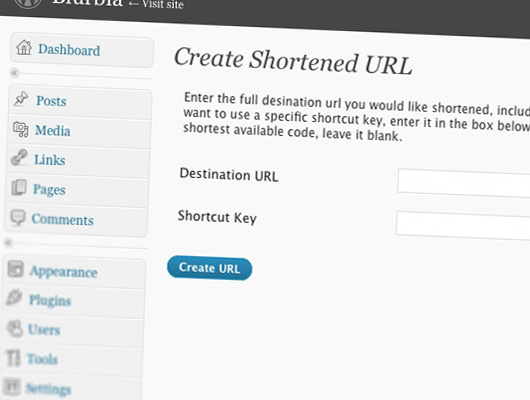 Blurbia ← Visit site
Dashboard
Posts
Media
Links
Pages
Comments
Appearance
Plugins
Users
Tools
Settings
Create Shortened URL
Enter the full desination url you would like shortened, includ
want to use a specific shortcut key, enter it in the box below
shortest available code, leave it blank.
Destination URL
Shortcut Key
Create URL